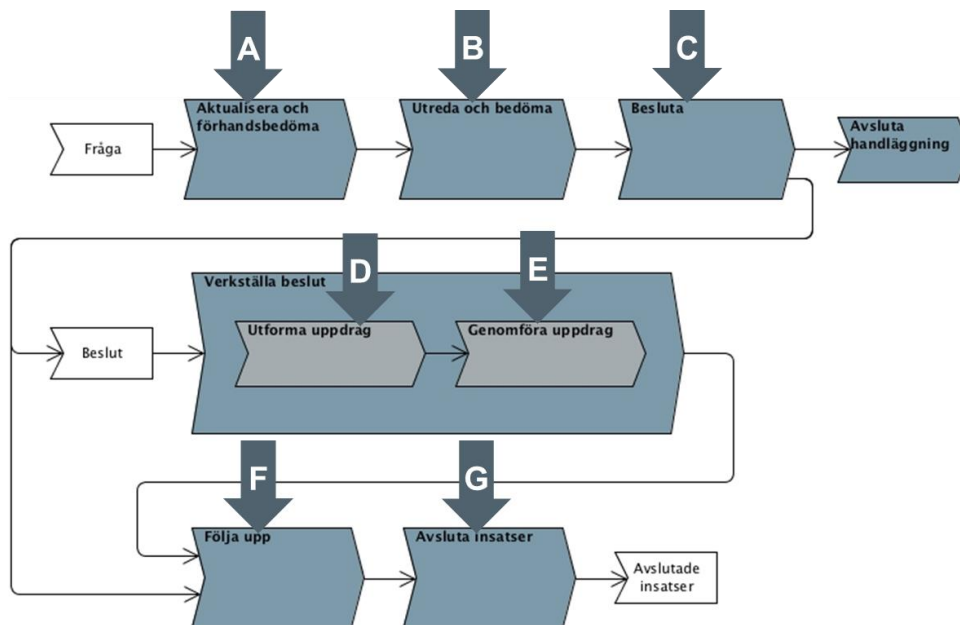 A
B
C
Fråga
Aktualisera och
förhandsbedöma
Utreda och bedöma
Besluta
Avsluta
handläggning
D
E
Beslut
Verkställa beslut
Utforma uppdrag
Genomföra uppdrag
F
G
Följa upp
Avsluta insatser
Avslutade
insatser